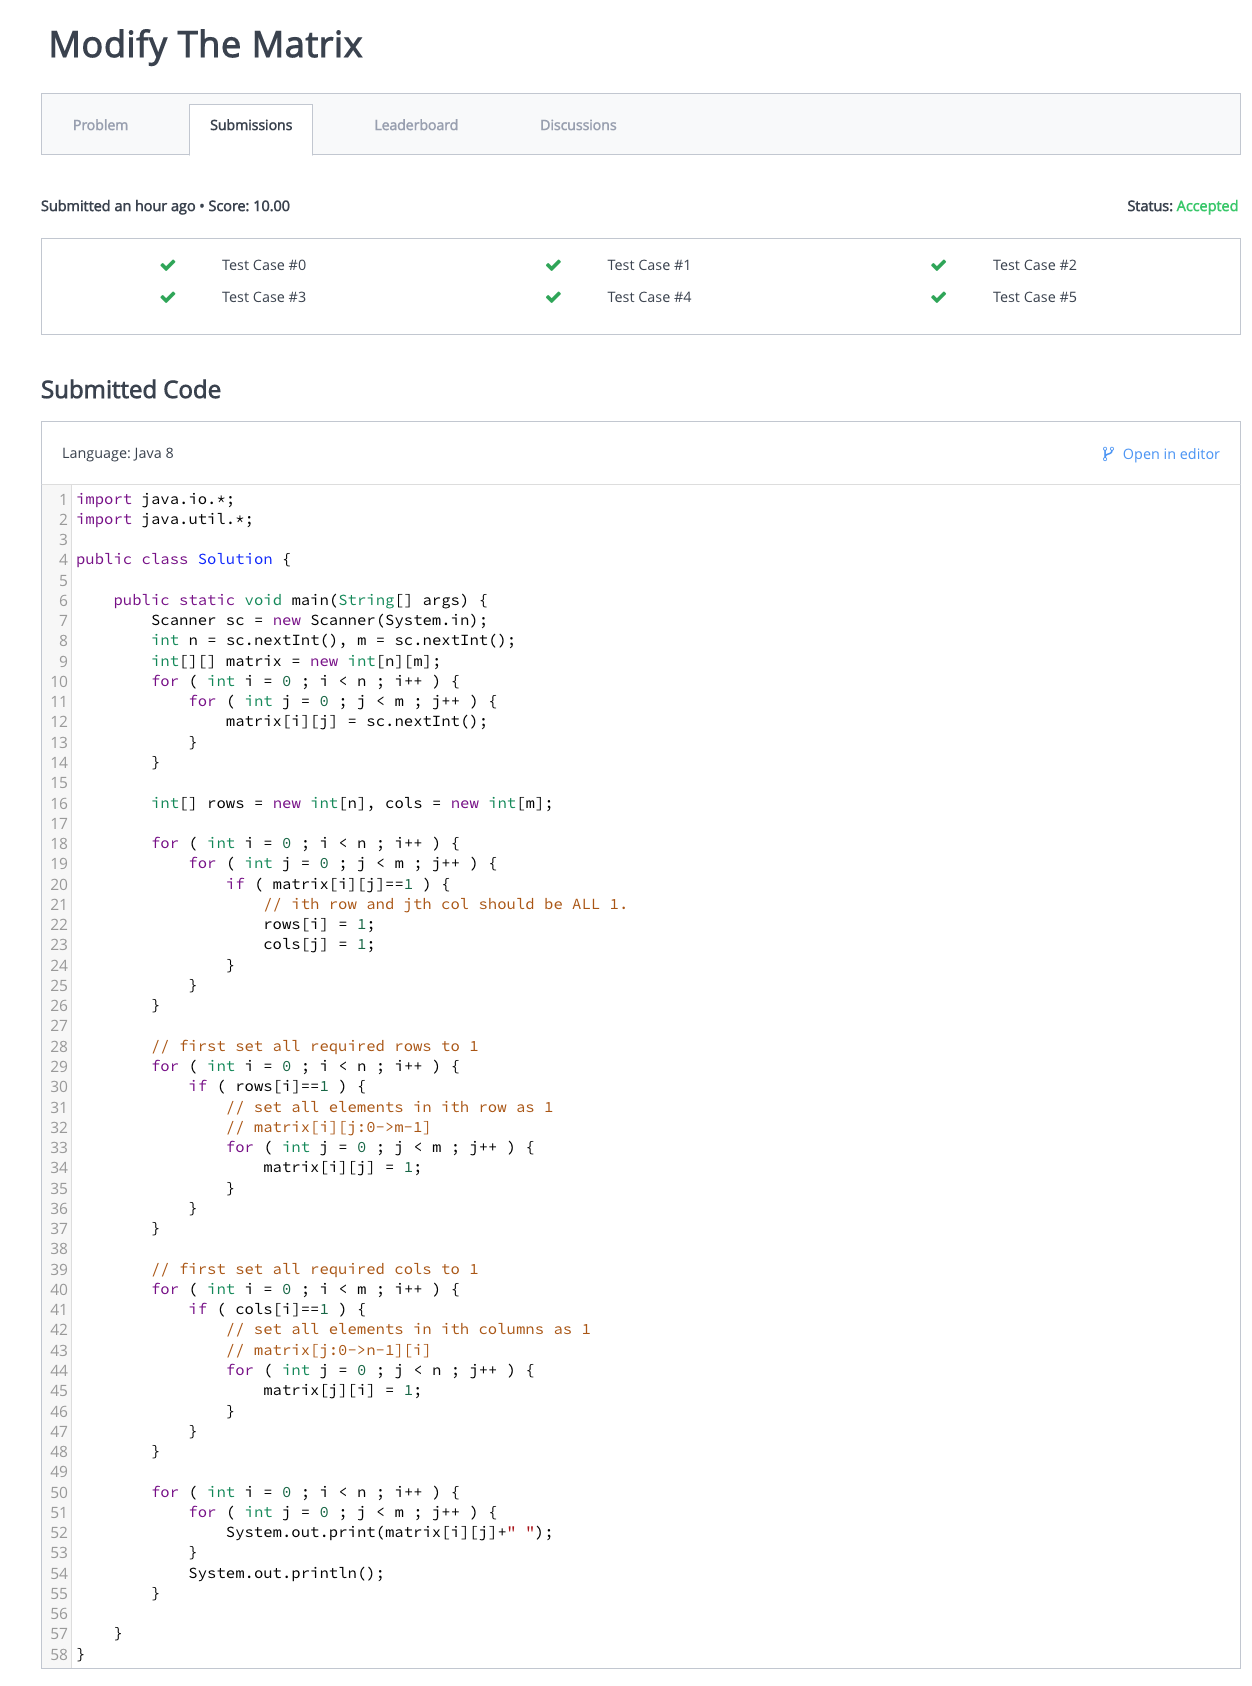 Modify The Matrix
Problem Submissions Leaderboard Discussions
Submitted an hour ago • Score: 10.00 Status: Accepted
Test Case #0 Test Case #1 Test Case #2
Test Case #3 Test Case #4 Test Case #5
Submitted Code
Language: Java 8 Open in editor
1 import java.io.*;
2 import java.util.*;
3
4 public class Solution {
5
6     public static void main(String[] args) {
7         Scanner sc = new Scanner(System.in);
8         int n = sc.nextInt(), m = sc.nextInt();
9         int[][] matrix = new int[n][m];
10         for ( int i = 0 ; i < n ; i++ ) {
11             for ( int j = 0 ; j < m ; j++ ) {
12                 matrix[i][j] = sc.nextInt();
13             }
14         }
15
16         int[] rows = new int[n], cols = new int[m];
17
18         for ( int i = 0 ; i < n ; i++ ) {
19             for ( int j = 0 ; j < m ; j++ ) {
20                 if ( matrix[i][j]==1 ) {
21                     // ith row and jth col should be ALL 1.
22                     rows[i] = 1;
23                     cols[j] = 1;
24                 }
25             }
26         }
27
28         // first set all required rows to 1
29         for ( int i = 0 ; i < n ; i++ ) {
30             if ( rows[i]==1 ) {
31                 // set all elements in ith row as 1
32                 // matrix[i][j:0->m-1]
33                 for ( int j = 0 ; j < m ; j++ ) {
34                     matrix[i][j] = 1;
35                 }
36             }
37         }
38
39         // first set all required cols to 1
40         for ( int i = 0 ; i < m ; i++ ) {
41             if ( cols[i]==1 ) {
42                 // set all elements in ith columns as 1
43                 // matrix[j:0->n-1][i]
44                 for ( int j = 0 ; j < n ; j++ ) {
45                     matrix[j][i] = 1;
46                 }
47             }
48         }
49
50         for ( int i = 0 ; i < n ; i++ ) {
51             for ( int j = 0 ; j < m ; j++ ) {
52                 System.out.print(matrix[i][j]+" ");
53             }
54             System.out.println();
55         }
56
57     }
58 }